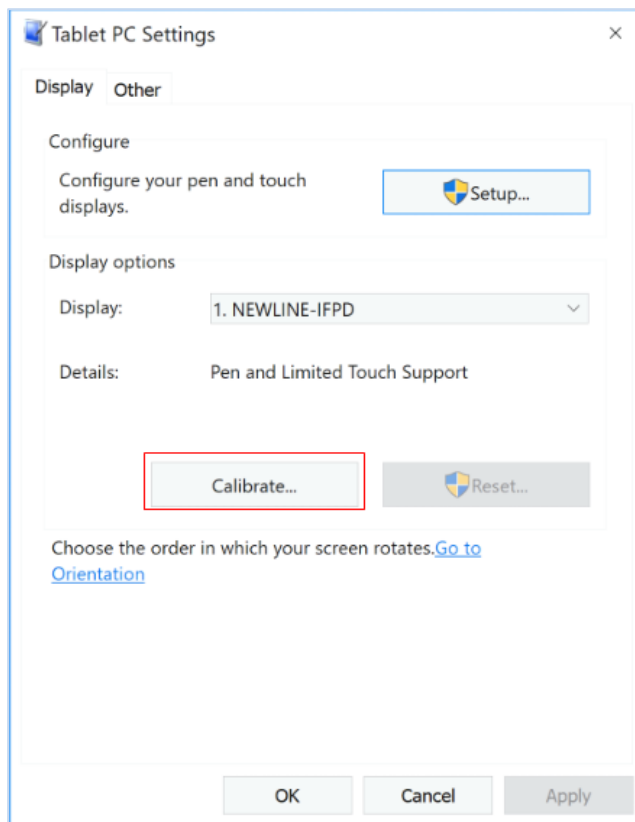 Tablet PC Settings
Display
Other
Configure
Configure your pen and touch
displays.
Setup...
Display options
Display:
1. NEWLINE-IFPD
Details:
Pen and Limited Touch Support
Calibrate...
Reset...
Choose the order in which your screen rotates.Go to
Orientation
OK
Cancel
Apply